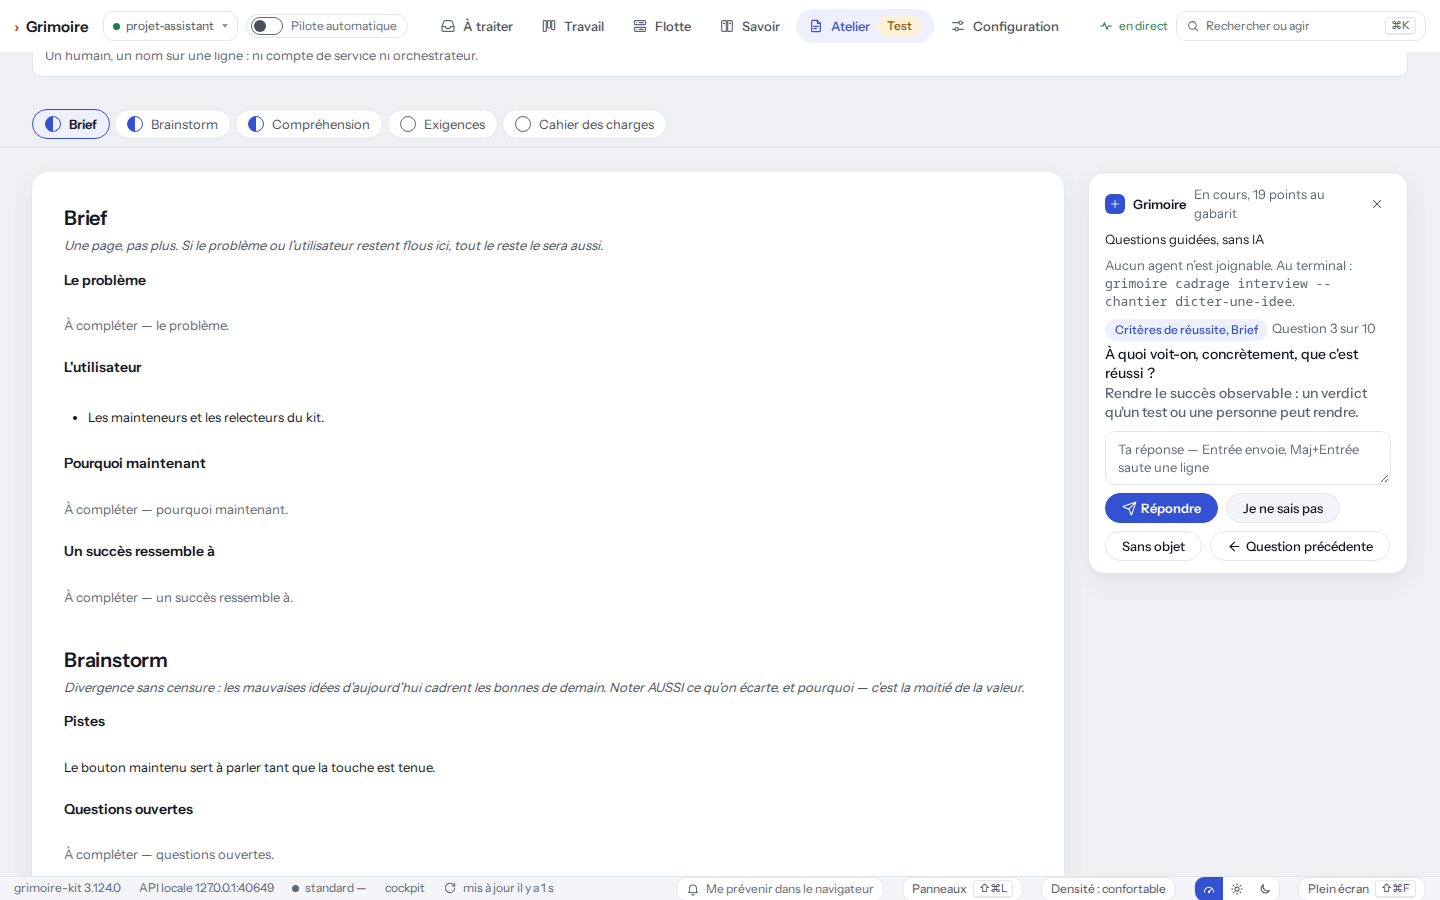 › Grimoire
projet-assistant
Pilote automatique
À traiter
Travail
Flotte
Savoir
Atelier Test
Configuration
en direct
Rechercher ou agir ⌘K
Un humain, un nom sur une ligne : ni compte de service ni orchestrateur.
Brief
Brainstorm
Compréhension
Exigences
Cahier des charges
Brief
Une page, pas plus. Si le problème ou l'utilisateur restent flous ici, tout le reste le sera aussi.
Le problème
À compléter — le problème.
L'utilisateur
• Les mainteneurs et les relecteurs du kit.
Pourquoi maintenant
À compléter — pourquoi maintenant.
Un succès ressemble à
À compléter — un succès ressemble à.
Brainstorm
Divergence sans censure : les mauvaises idées d'aujourd'hui cadrent les bonnes de demain. Noter AUSSI ce qu'on écarte, et pourquoi — c'est la moitié de la valeur.
Pistes
Le bouton maintenu sert à parler tant que la touche est tenue.
Questions ouvertes
À compléter — questions ouvertes.
Grimoire
En cours, 19 points au
gabarit
Questions guidées, sans IA
Aucun agent n'est joignable. Au terminal :
grimoire cadrage interview --
chantier dicter-une-idee.
Critères de réussite, Brief Question 3 sur 10
À quoi voit-on, concrètement, que c'est
réussi ?
Rendre le succès observable : un verdict
qu'un test ou une personne peut rendre.
Ta réponse — Entrée envoie, Maj+Entrée
saute une ligne
Répondre
Je ne sais pas
Sans objet
← Question précédente
grimoire-kit 3.124.0
API locale 127.0.0.1:40649
standard —
cockpit
mis à jour il y a 1 s
Me prévenir dans le navigateur
Panneaux ⇧⌘L
Densité : confortable
Plein écran ⇧⌘F